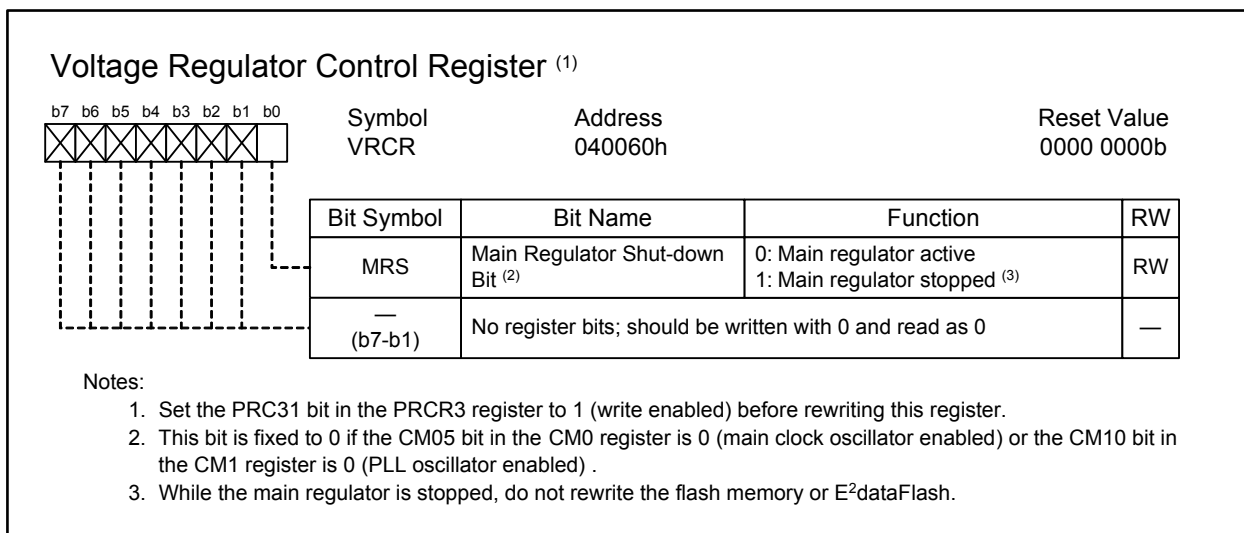 Voltage Regulator Control Register (1)
b7 b6 b5 b4 b3 b2 b1 b0
Symbol Address Reset Value
VRCR 040060h 0000 0000b
Bit Symbol Bit Name Function RW
MRS Main Regulator Shut-down Bit (2) 0: Main regulator active RW
1: Main regulator stopped (3)
— (b7-b1) No register bits; should be written with 0 and read as 0 —
Notes:
1. Set the PRC31 bit in the PRCR3 register to 1 (write enabled) before rewriting this register.
2. This bit is fixed to 0 if the CM05 bit in the CM0 register is 0 (main clock oscillator enabled) or the CM10 bit in
the CM1 register is 0 (PLL oscillator enabled) .
3. While the main regulator is stopped, do not rewrite the flash memory or E2dataFlash.